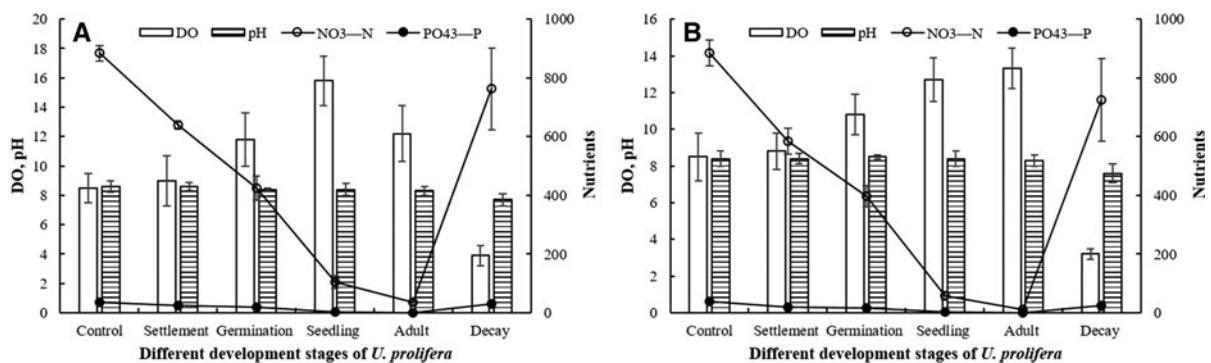 A
DO pH NO3—N PO43—P
DO, pH
20
18
16
14
12
10
8
6
4
2
0
1000
800
600
400
200
0
Nutrients
Control Settlement Germination Seedling Adult Decay
Different development stages of U. prolifera
B
DO pH NO3—N PO43—P
DO, pH
16
14
12
10
8
6
4
2
0
1000
800
600
400
200
0
Nutrients
Control Settlement Germination Seedling Adult Decay
Different development stages of U. prolifera